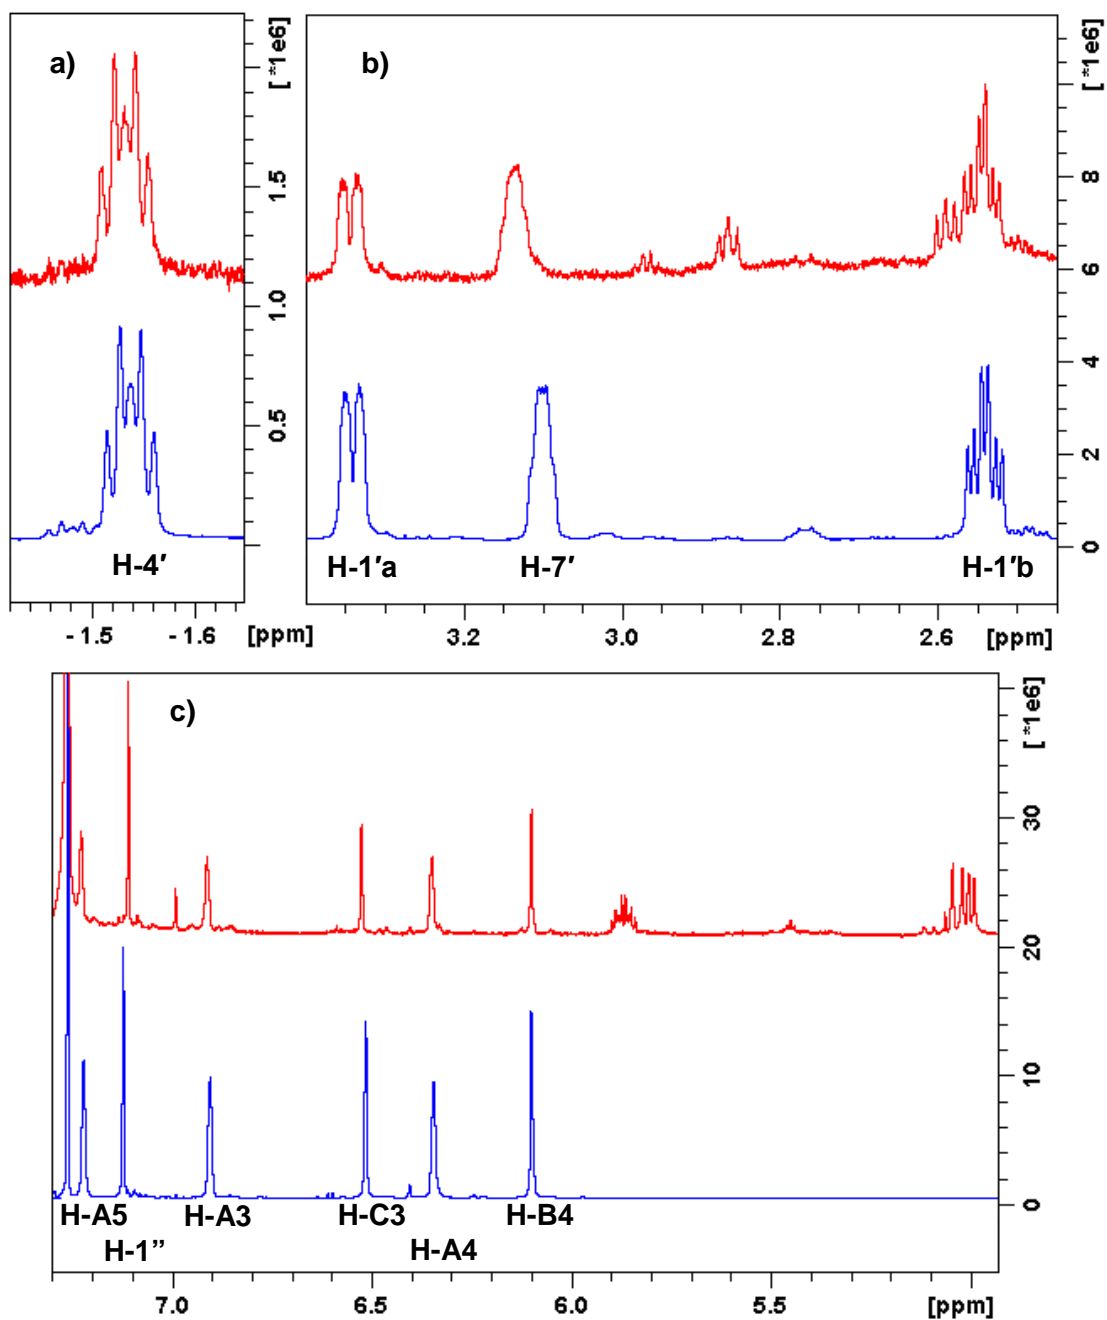 a)
[ *1e6]
1.5
1.0
0.5
H-4′
- 1.5
- 1.6
[ppm]
b)
[ *1e6]
8
6
4
2
0
H-1′a
H-7′
H-1′b
3.2
3.0
2.8
2.6
[ppm]
c)
[ *1e6]
30
20
10
0
H-A5
H-A3
H-C3
H-B4
H-1”
H-A4
7.0
6.5
6.0
5.5
[ppm]